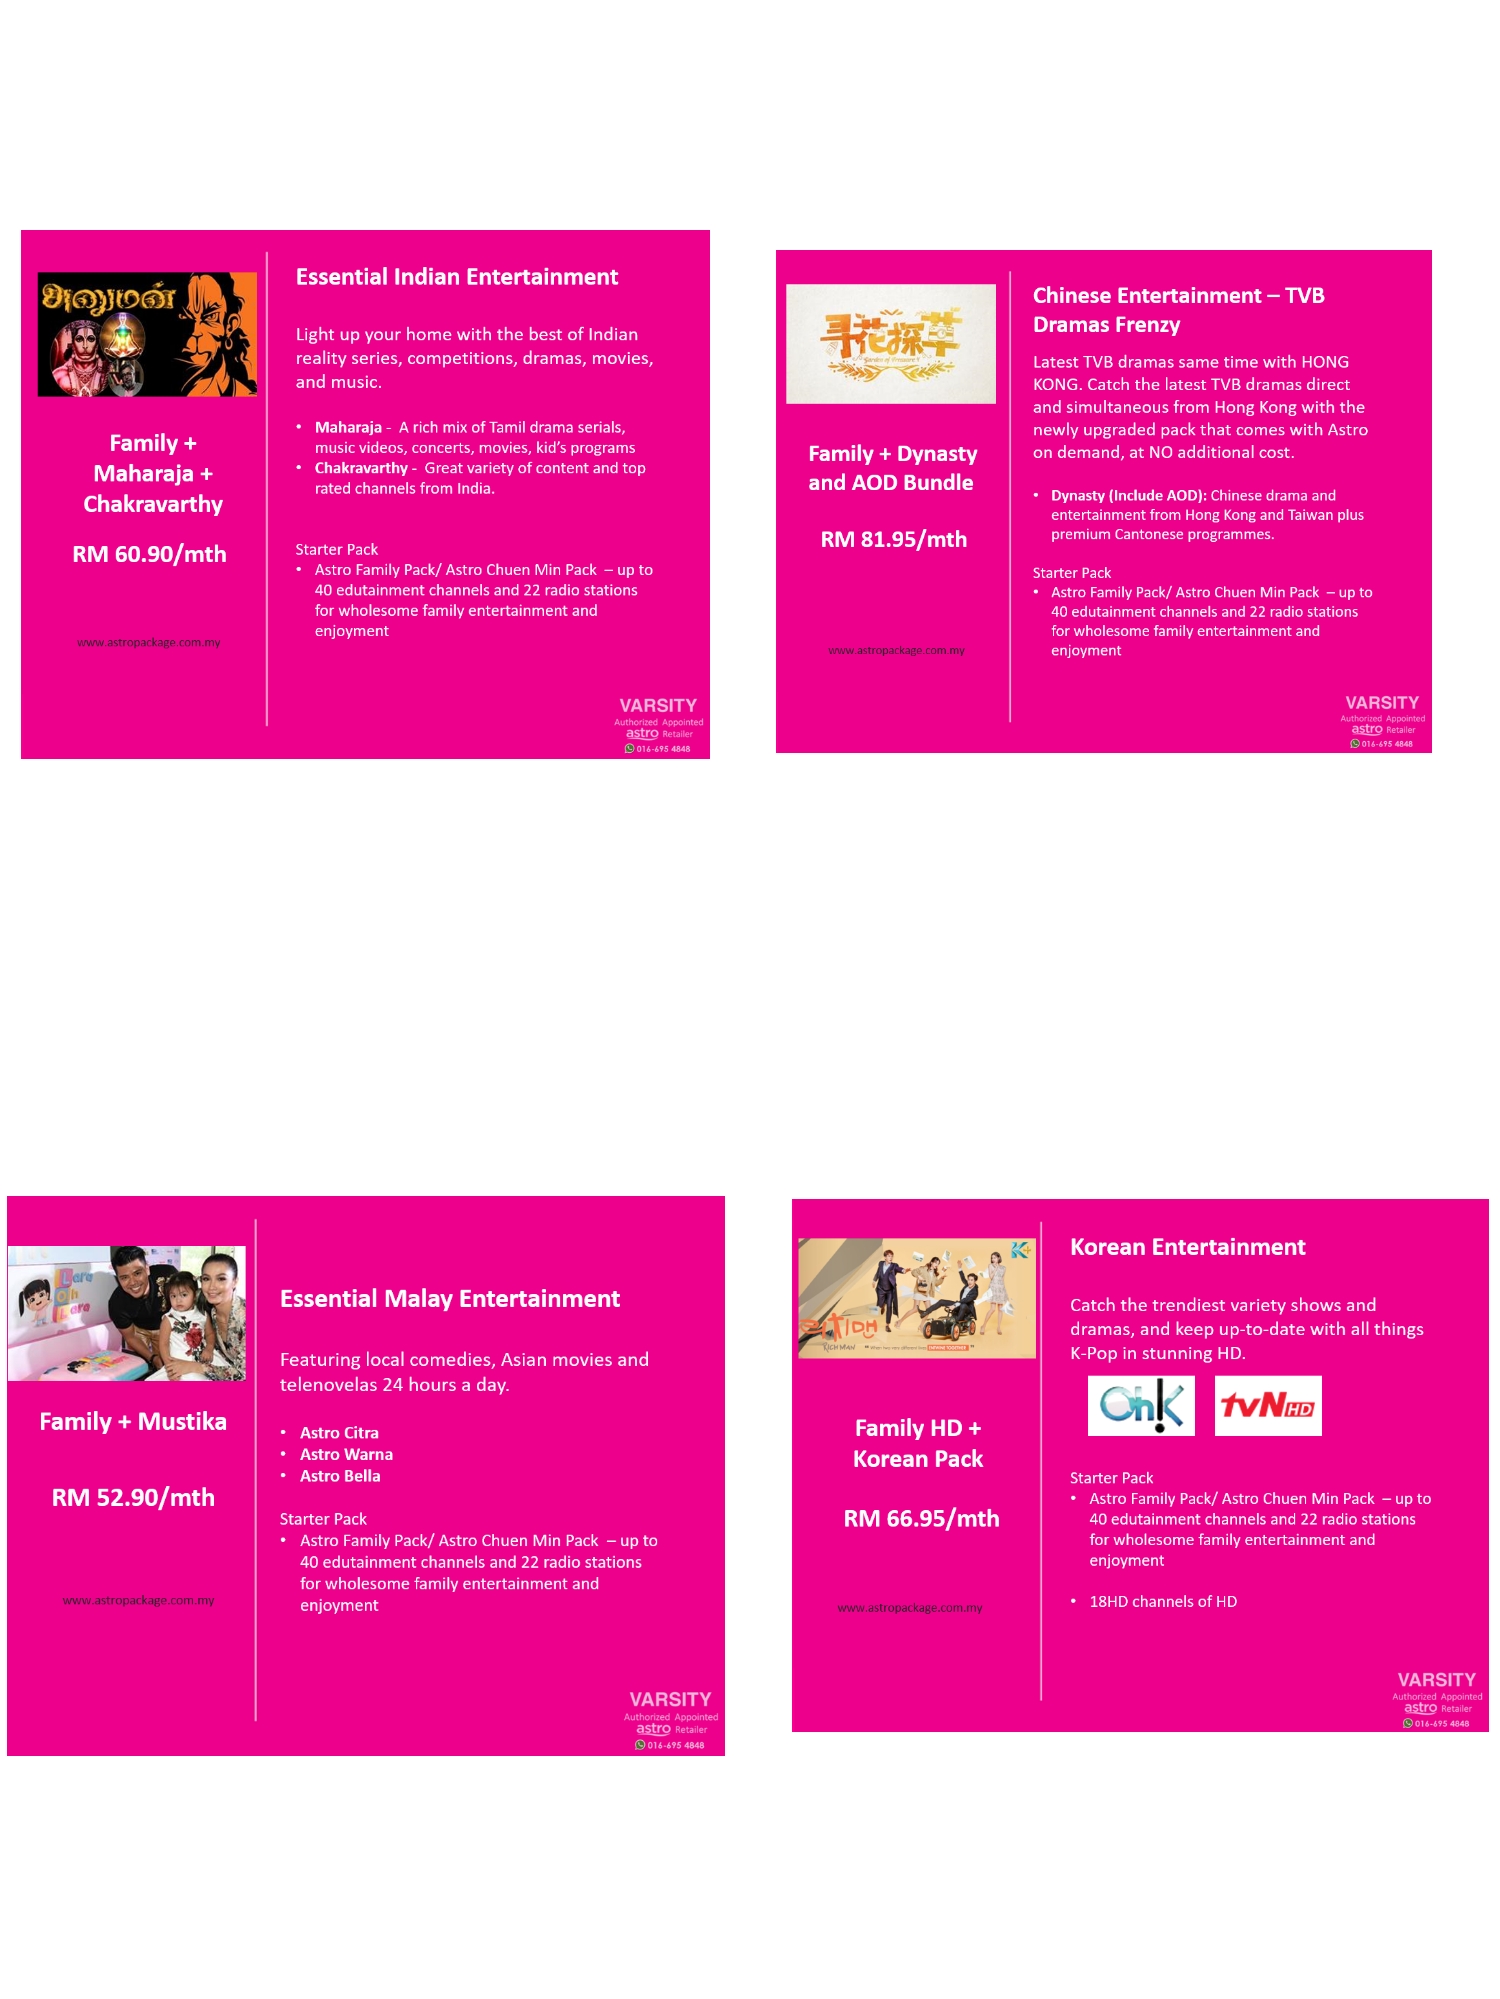 அனுமன்
Family +
Maharaja +
Chakravarthy
RM 60.90/mth
www.astropackage.com.my
Essential Indian Entertainment
Light up your home with the best of Indian
reality series, competitions, dramas, movies,
and music.
• Maharaja - A rich mix of Tamil drama serials,
music videos, concerts, movies, kid's programs
• Chakravarthy - Great variety of content and top
rated channels from India.
Starter Pack
• Astro Family Pack/ Astro Chuen Min Pack – up to
40 edutainment channels and 22 radio stations
for wholesome family entertainment and
enjoyment
VARSITY
Authorized Appointed
astro Retailer
016-695 4848
尋花探草
Family + Dynasty
and AOD Bundle
RM 81.95/mth
www.astropackage.com.my
Chinese Entertainment – TVB
Dramas Frenzy
Latest TVB dramas same time with HONG
KONG. Catch the latest TVB dramas direct
and simultaneous from Hong Kong with the
newly upgraded pack that comes with Astro
on demand, at NO additional cost.
• Dynasty (Include AOD): Chinese drama and
entertainment from Hong Kong and Taiwan plus
premium Cantonese programmes.
Starter Pack
• Astro Family Pack/ Astro Chuen Min Pack – up to
40 edutainment channels and 22 radio stations
for wholesome family entertainment and
enjoyment
VARSITY
Authorized Appointed
astro Retailer
016-695 4848
Lara
Oh
Lara
Family + Mustika
RM 52.90/mth
www.astropackage.com.my
Essential Malay Entertainment
Featuring local comedies, Asian movies and
telenovelas 24 hours a day.
• Astro Citra
• Astro Warna
• Astro Bella
Starter Pack
• Astro Family Pack/ Astro Chuen Min Pack – up to
40 edutainment channels and 22 radio stations
for wholesome family entertainment and
enjoyment
VARSITY
Authorized Appointed
astro Retailer
016-695 4848
K+
RICH MAN
Family HD +
Korean Pack
RM 66.95/mth
www.astropackage.com.my
Korean Entertainment
Catch the trendiest variety shows and
dramas, and keep up-to-date with all things
K-Pop in stunning HD.
Oh!K
tvN HD
Starter Pack
• Astro Family Pack/ Astro Chuen Min Pack – up to
40 edutainment channels and 22 radio stations
for wholesome family entertainment and
enjoyment
• 18HD channels of HD
VARSITY
Authorized Appointed
astro Retailer
016-695 4848